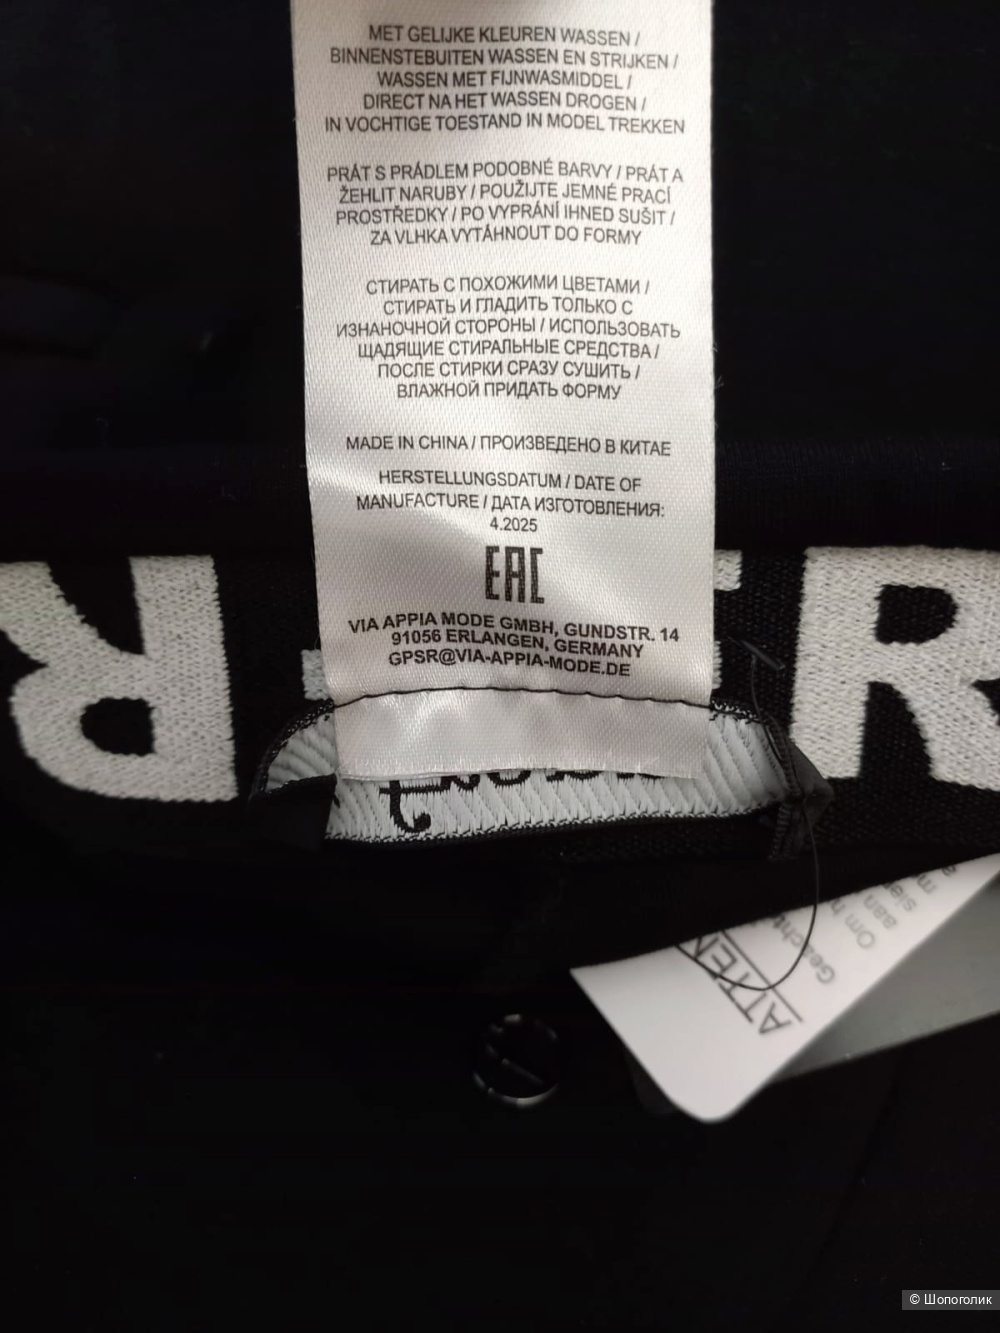 MET GELIJKE KLEUREN WASSEN /
BINNENSTEBUITEN WASSEN EN STRIJKEN /
WASSEN MET FIJNWASMIDDEL /
DIRECT NA HET WASSEN DROGEN /
IN VOCHTIGE TOESTAND IN MODEL TREKKEN
PRÁT S PRÁDLEM PODOBNÉ BARVY / PRÁT A
ŽEHLIT NARUBY / POUŽIJTE JEMNÉ PRACÍ
PROSTŘEDKY / PO VYPRÁNÍ IHNED SUŠIT /
ZA VLHKA VYTÁHNOUT DO FORMY
СТИРАТЬ С ПОХОЖИМИ ЦВЕТАМИ /
СТИРАТЬ И ГЛАДИТЬ ТОЛЬКО С
ИЗНАНОЧНОЙ СТОРОНЫ / ИСПОЛЬЗОВАТЬ
ЩАДЯЩИЕ СТИРАЛЬНЫЕ СРЕДСТВА /
ПОСЛЕ СТИРКИ СРАЗУ СУШИТЬ /
ВЛАЖНОЙ ПРИДАТЬ ФОРМУ
MADE IN CHINA / ПРОИЗВЕДЕНО В КИТАЕ
HERSTELLUNGSDATUM / DATE OF
MANUFACTURE / ДАТА ИЗГОТОВЛЕНИЯ:
4.2025
EAC
VIA APPIA MODE GMBH, GUNDSTR. 14
91056 ERLANGEN, GERMANY
GPSR@VIA-APPIA-MODE.DE
R
ER
Om
aan
© Шопоголик